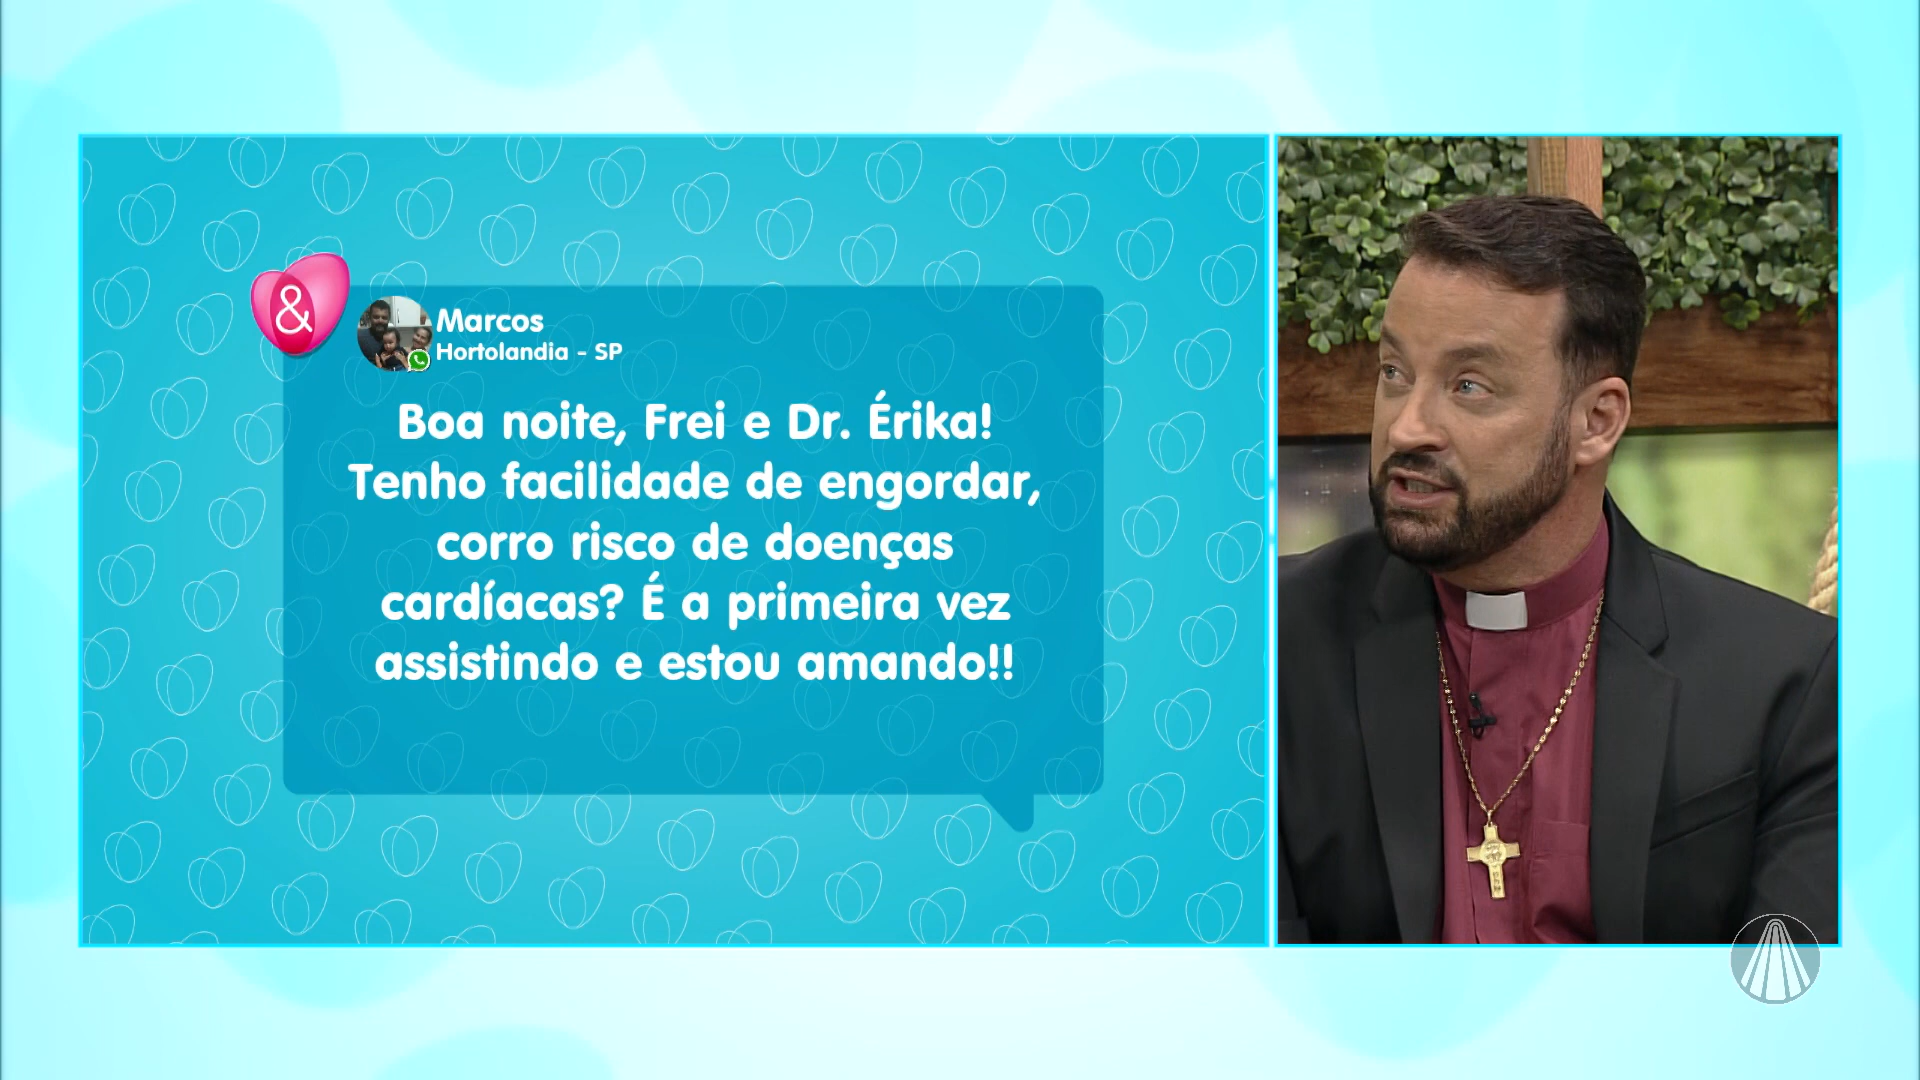 &
Marcos
Hortolandia - SP
Boa noite, Frei e Dr. Érika!
Tenho facilidade de engordar,
corro risco de doenças
cardíacas? É a primeira vez
assistindo e estou amando!!